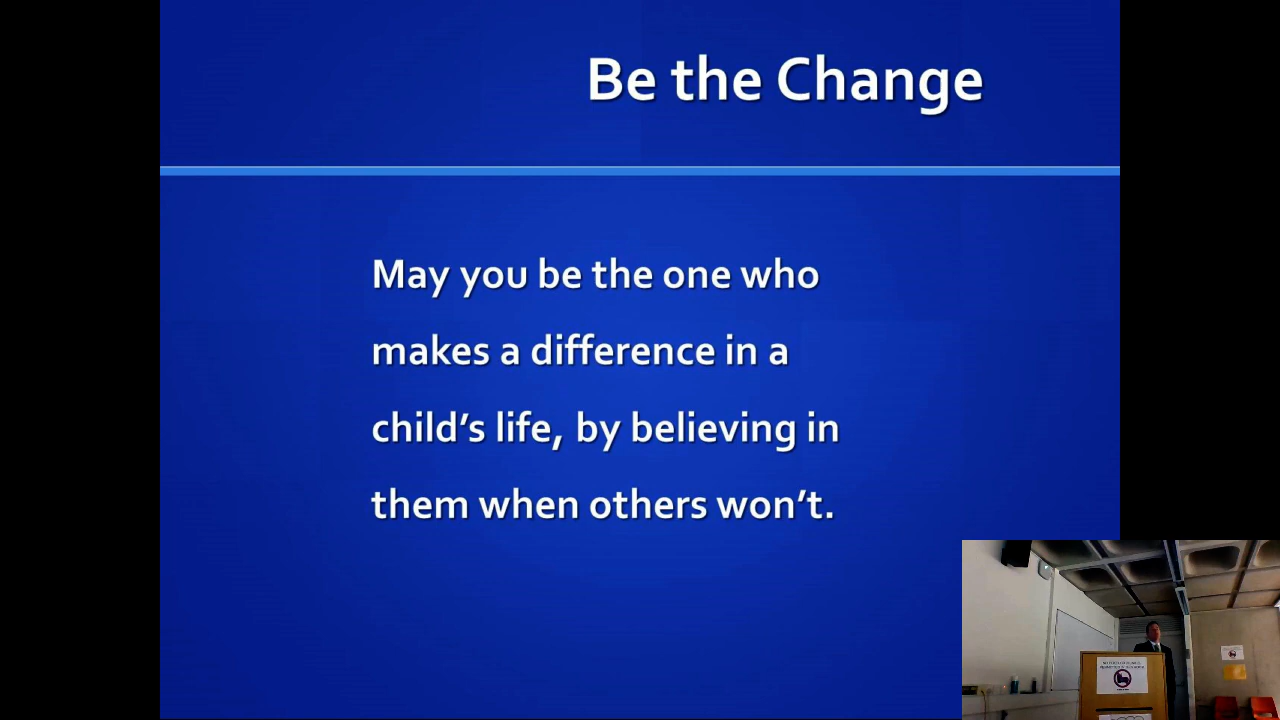 Be the Change
May you be the one who
makes a difference in a
child’s life, by believing in
them when others won’t.